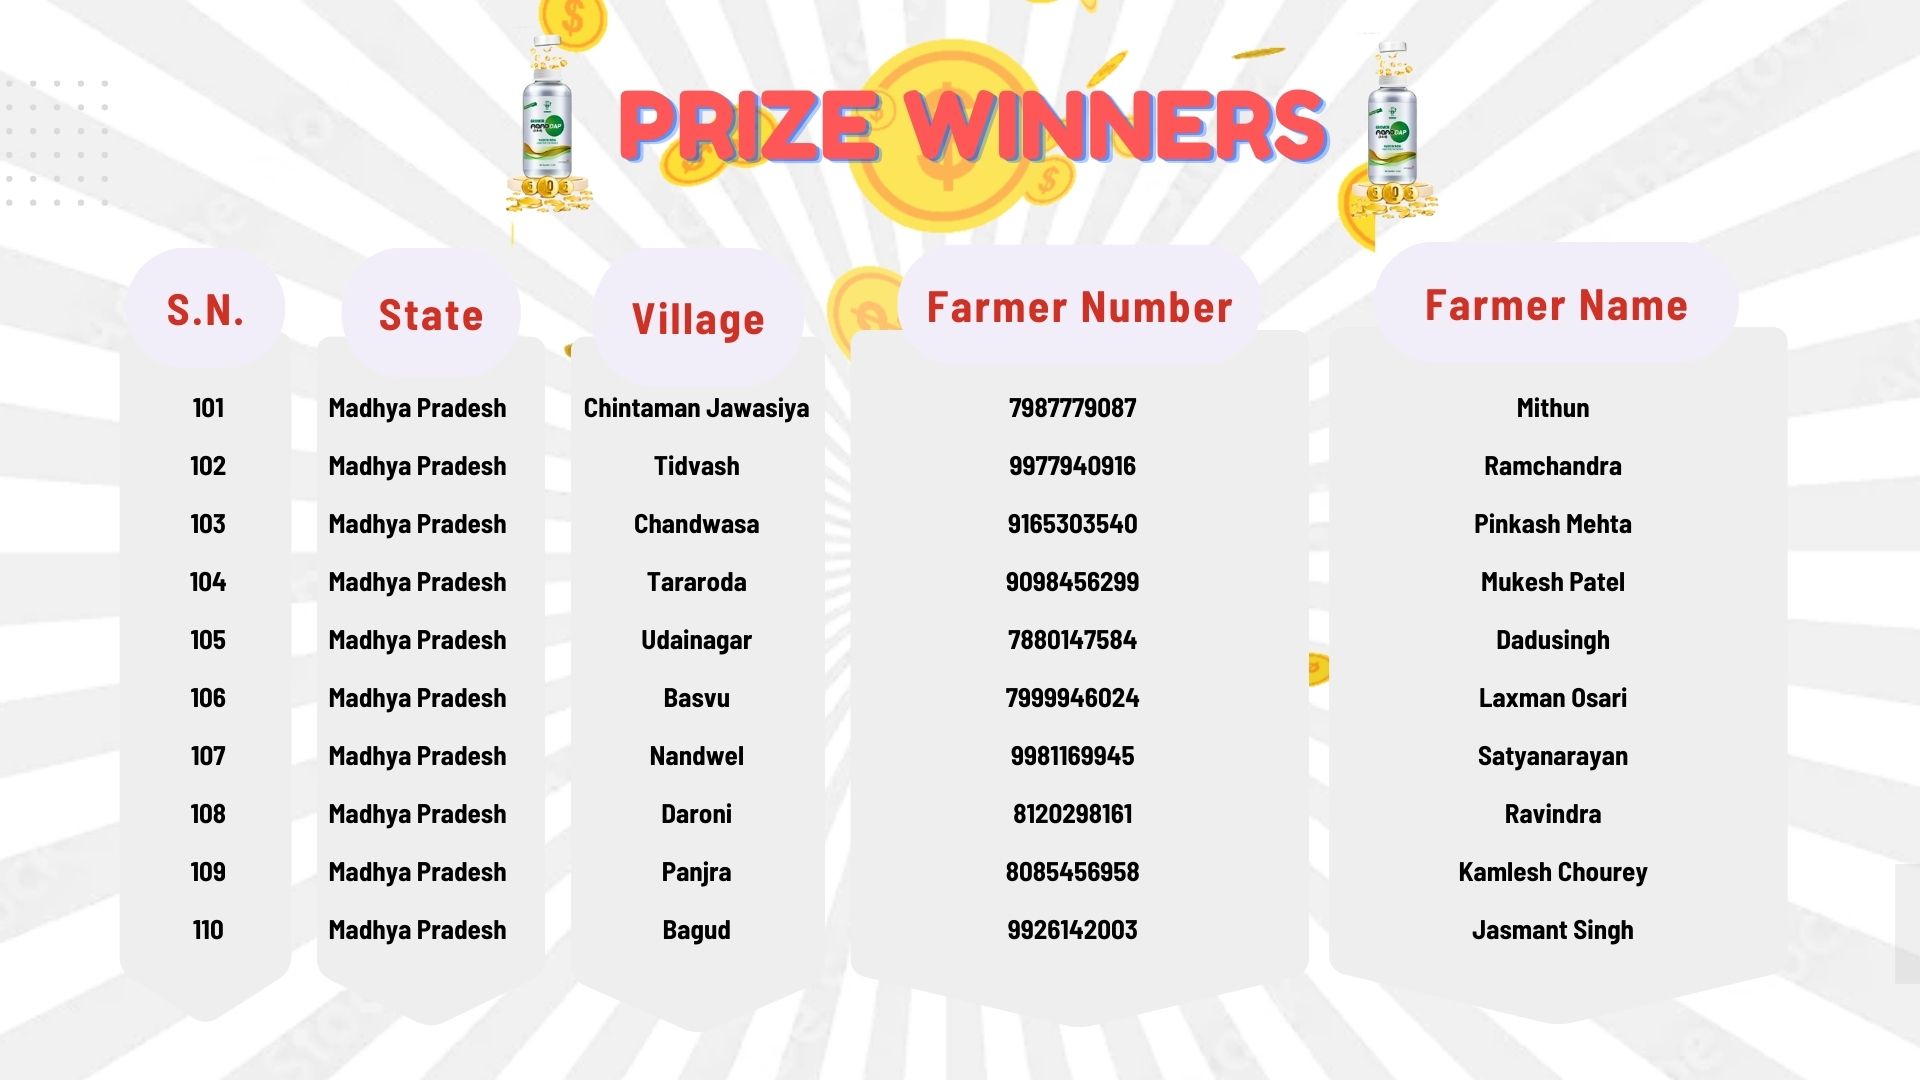 PRIZE WINNERS
S.N. State Village Farmer Number Farmer Name
101 Madhya Pradesh Chintaman Jawasiya 7987779087 Mithun
102 Madhya Pradesh Tidvash 9977940916 Ramchandra
103 Madhya Pradesh Chandwasa 9165303540 Pinkash Mehta
104 Madhya Pradesh Tararoda 9098456299 Mukesh Patel
105 Madhya Pradesh Udainagar 7880147584 Dadusingh
106 Madhya Pradesh Basvu 7999946024 Laxman Osari
107 Madhya Pradesh Nandwel 9981169945 Satyanarayan
108 Madhya Pradesh Daroni 8120298161 Ravindra
109 Madhya Pradesh Panjra 8085456958 Kamlesh Chourey
110 Madhya Pradesh Bagud 9926142003 Jasmant Singh